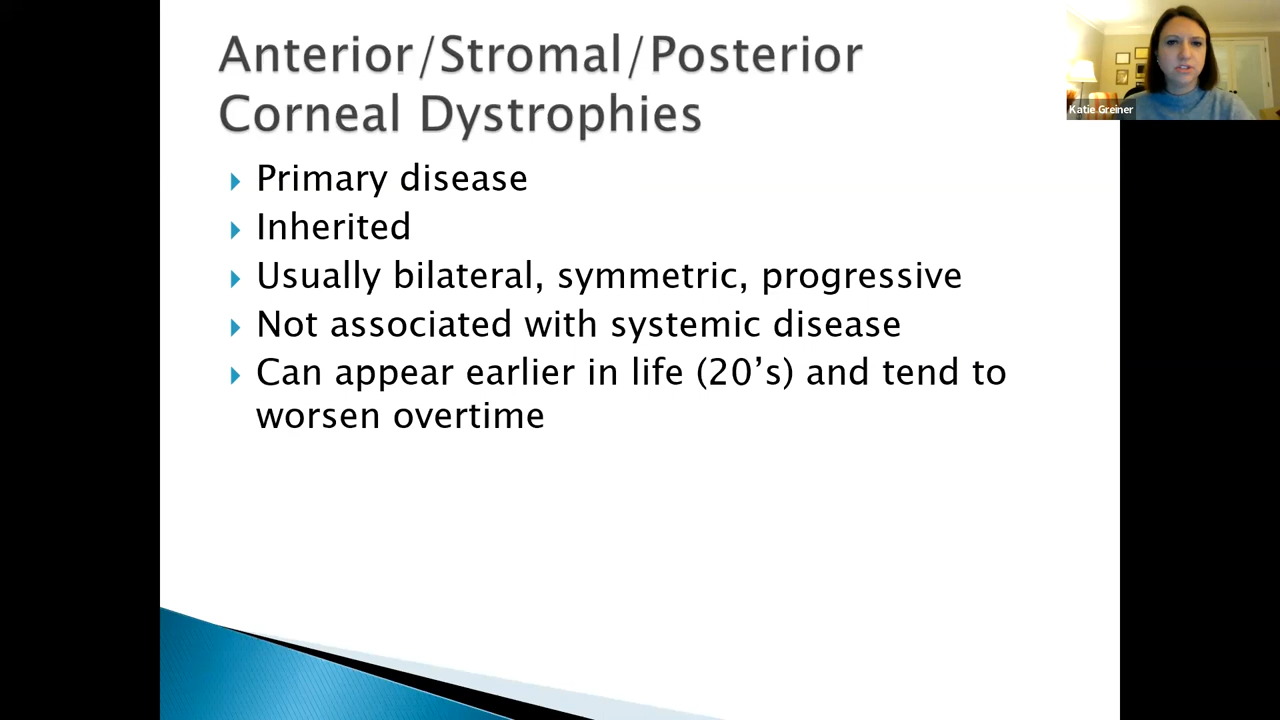 Anterior/Stromal/Posterior
Corneal Dystrophies
Primary disease
Inherited
Usually bilateral, symmetric, progressive
Not associated with systemic disease
Can appear earlier in life (20’s) and tend to
worsen overtime
Katie Greiner